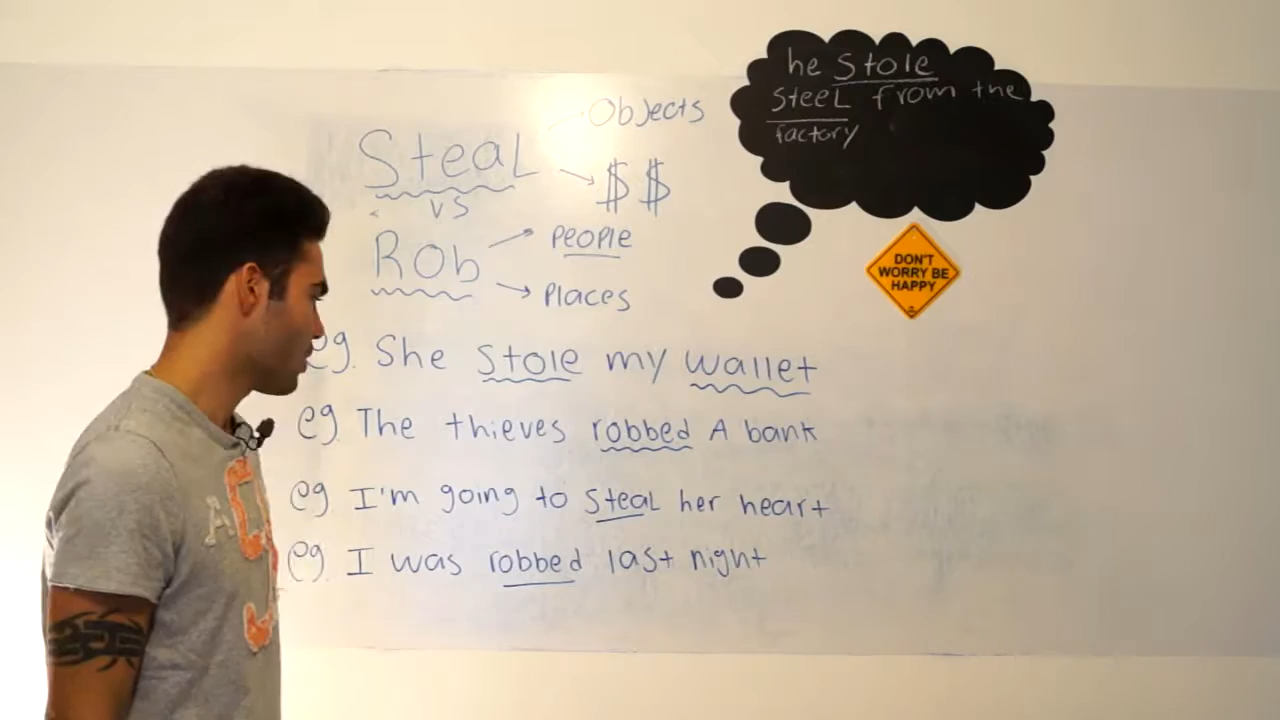 Steal
Objects
$$
vs
Rob
people
Places
eg. She stole my wallet
eg. The thieves robbed A bank
eg I'm going to steal her heart
eg. I was robbed last night
he Stole
SteeL from the
factory
DON'T
WORRY BE
HAPPY